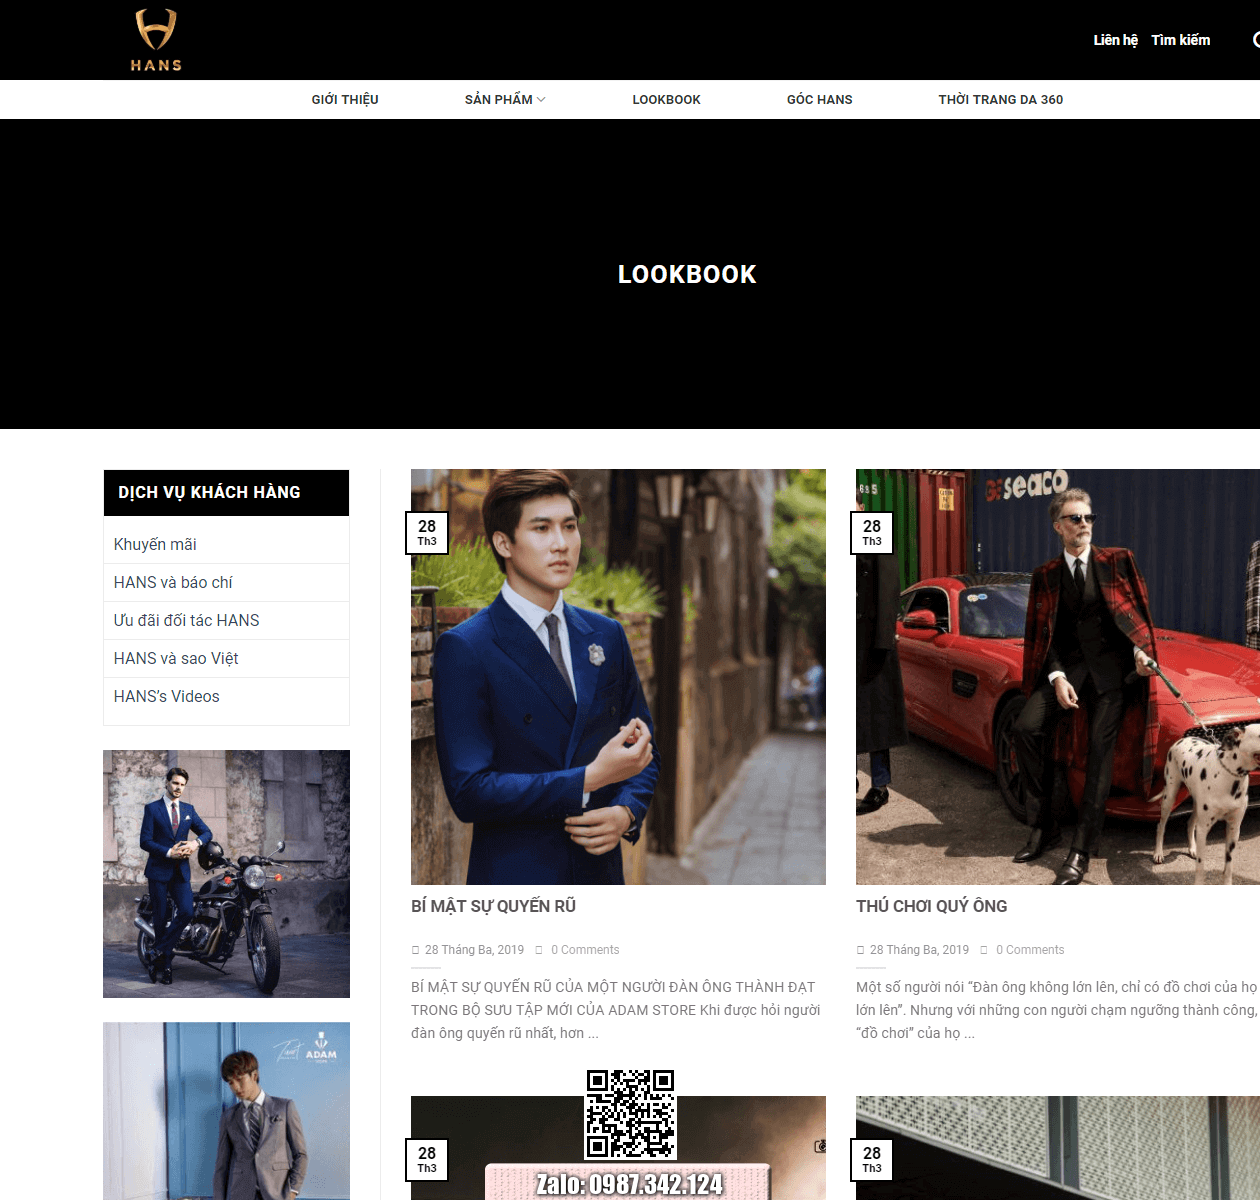 HANS
Liên hệ Tìm kiếm
GIỚI THIỆU SẢN PHẨM LOOKBOOK GÓC HANS THỜI TRANG DA 360
LOOKBOOK
DỊCH VỤ KHÁCH HÀNG
Khuyến mãi
HANS và báo chí
Ưu đãi đối tác HANS
HANS và sao Việt
HANS’s Videos
ADAM
28
Th3
BÍ MẬT SỰ QUYẾN RŨ
28 Tháng Ba, 2019 0 Comments
BÍ MẬT SỰ QUYẾN RŨ CỦA MỘT NGƯỜI ĐÀN ÔNG THÀNH ĐẠT
TRONG BỘ SƯU TẬP MỚI CỦA ADAM STORE Khi được hỏi người
đàn ông quyến rũ nhất, hơn ...
seaco
28
Th3
THÚ CHƠI QUÝ ÔNG
28 Tháng Ba, 2019 0 Comments
Một số người nói “Đàn ông không lớn lên, chỉ có đồ chơi của họ
lớn lên”. Nhưng với những con người chạm ngưỡng thành công,
“đồ chơi” của họ ...
28
Th3
Zalo: 0987.342.124
28
Th3